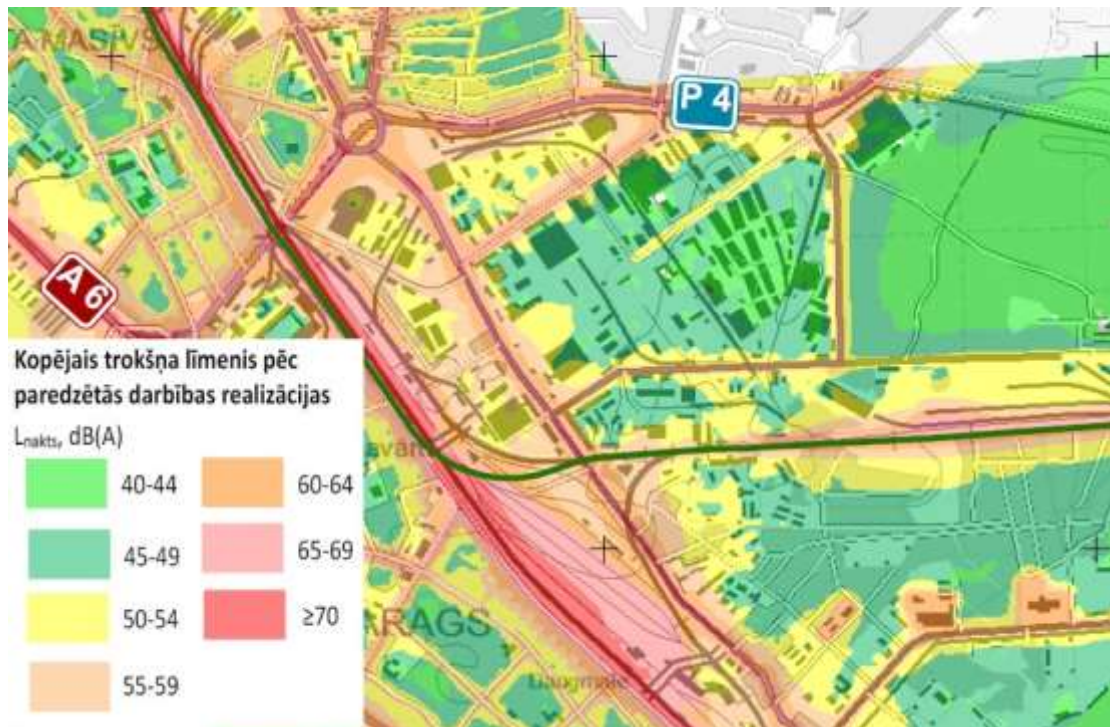 A MASĪVS
P 4
A 6
Kopējais trokšņa līmenis pēc
paredzētās darbības realizācijas
Lnakts, dB(A)
40-44
60-64
45-49
65-69
50-54
≥70
55-59
ARAGS